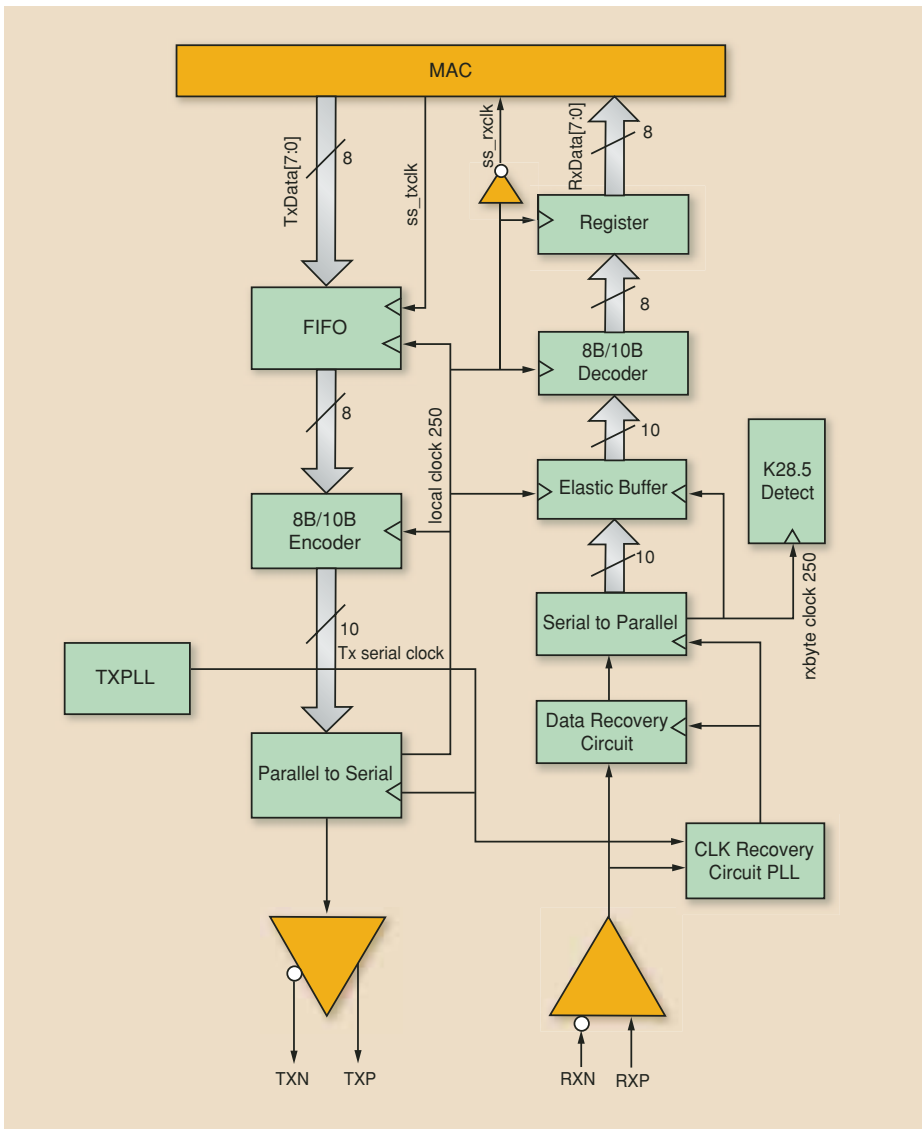 MAC
TxData[7:0]
8
ss_txclk
ss_rxclk
RxData[7:0]
8
Register
8
FIFO
8B/10B
Decoder
8
local clock 250
10
K28.5
Detect
Elastic Buffer
8B/10B
Encoder
10
rxbyte clock 250
10
Serial to Parallel
Tx serial clock
TXPLL
Data Recovery
Circuit
Parallel to Serial
CLK Recovery
Circuit PLL
TXN
TXP
RXN
RXP